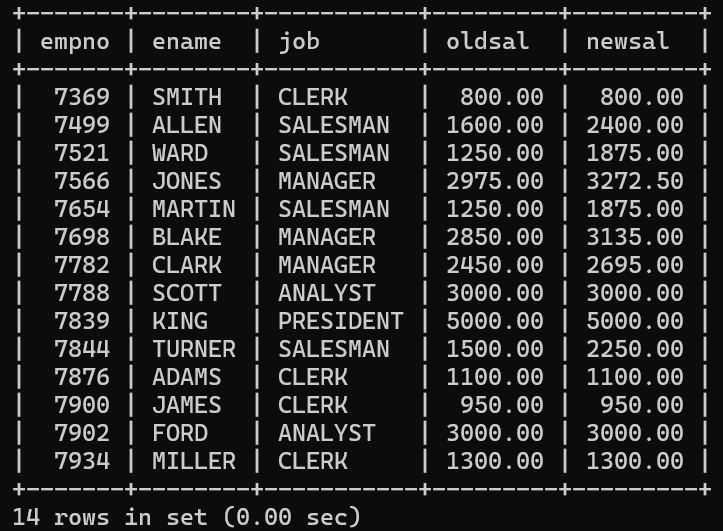 +-------+--------+-----------+---------+---------+
| empno | ename  | job       | oldsal  | newsal  |
+-------+--------+-----------+---------+---------+
|  7369 | SMITH  | CLERK     |  800.00 |  800.00 |
|  7499 | ALLEN  | SALESMAN  | 1600.00 | 2400.00 |
|  7521 | WARD   | SALESMAN  | 1250.00 | 1875.00 |
|  7566 | JONES  | MANAGER   | 2975.00 | 3272.50 |
|  7654 | MARTIN | SALESMAN  | 1250.00 | 1875.00 |
|  7698 | BLAKE  | MANAGER   | 2850.00 | 3135.00 |
|  7782 | CLARK  | MANAGER   | 2450.00 | 2695.00 |
|  7788 | SCOTT  | ANALYST   | 3000.00 | 3000.00 |
|  7839 | KING   | PRESIDENT | 5000.00 | 5000.00 |
|  7844 | TURNER | SALESMAN  | 1500.00 | 2250.00 |
|  7876 | ADAMS  | CLERK     | 1100.00 | 1100.00 |
|  7900 | JAMES  | CLERK     |  950.00 |  950.00 |
|  7902 | FORD   | ANALYST   | 3000.00 | 3000.00 |
|  7934 | MILLER | CLERK     | 1300.00 | 1300.00 |
+-------+--------+-----------+---------+---------+
14 rows in set (0.00 sec)